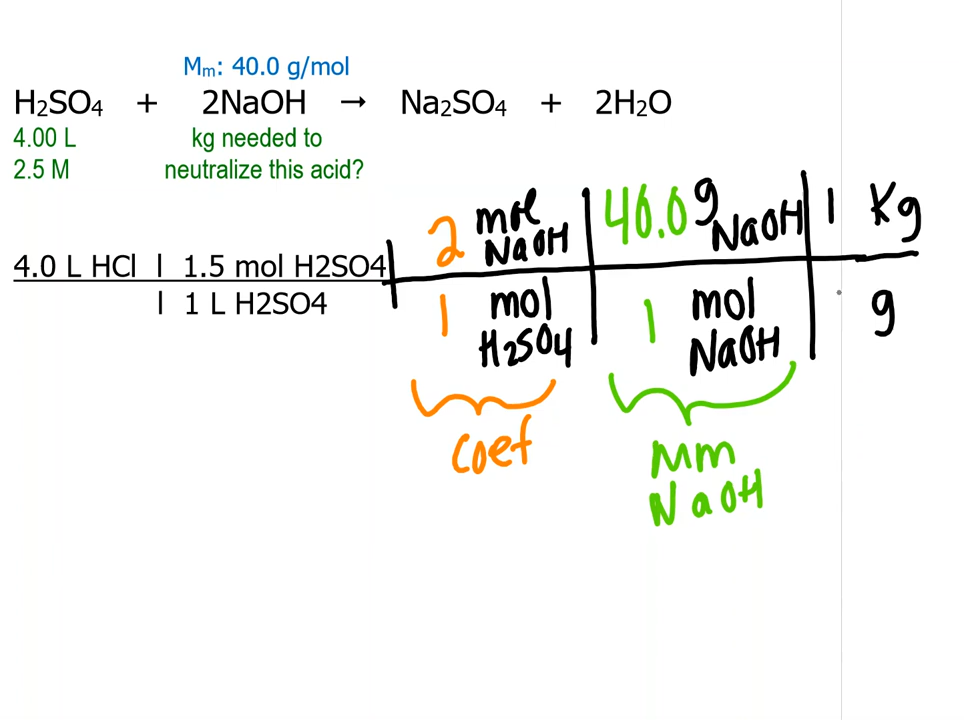 Mm: 40.0 g/mol
H2SO4 + 2NaOH → Na2SO4 + 2H2O
4.00 L kg needed to
2.5 M neutralize this acid?
4.0 L HCl | 1.5 mol H2SO4 | 2 mol NaOH | 40.0 g NaOH | 1 Kg
| 1 L H2SO4 | 1 mol H2SO4 | 1 mol NaOH | g
coef
Mm
NaOH